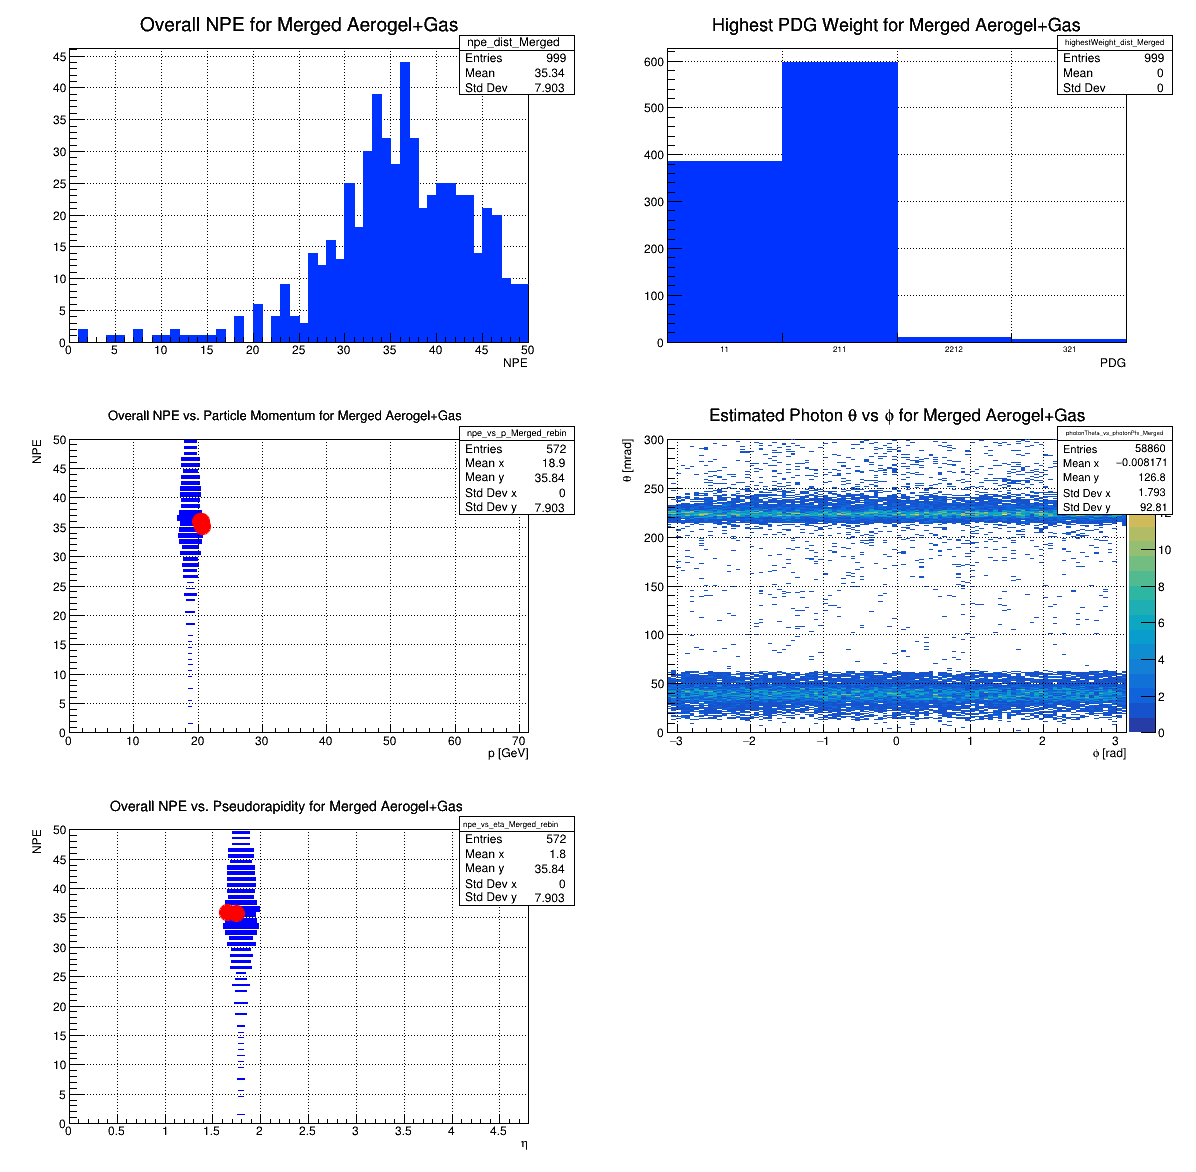 Overall NPE for Merged Aerogel+Gas
npe_dist_Merged
Entries 999
Mean 35.34
Std Dev 7.903
45
40
35
30
25
20
15
10
5
0
0 5 10 15 20 25 30 35 40 45 50
NPE
Highest PDG Weight for Merged Aerogel+Gas
highestWeight_dist_Merged
Entries 999
Mean 0
Std Dev 0
600
500
400
300
200
100
0
11 211 2212 321
PDG
Overall NPE vs. Particle Momentum for Merged Aerogel+Gas
npe_vs_p_Merged_rebin
Entries 572
Mean x 18.9
Mean y 35.84
Std Dev x 0
Std Dev y 7.903
NPE
50
45
40
35
30
25
20
15
10
5
0
0 10 20 30 40 50 60 70
p [GeV]
Estimated Photon θ vs ϕ for Merged Aerogel+Gas
photonTheta_vs_photonPhi_Merged
Entries 58860
Mean x −0.008171
Mean y 126.8
Std Dev x 1.793
Std Dev y 92.81
θ [mrad]
300
250
200
150
100
50
0
−3 −2 −1 0 1 2 3
ϕ [rad]
10
8
6
4
2
0
Overall NPE vs. Pseudorapidity for Merged Aerogel+Gas
npe_vs_eta_Merged_rebin
Entries 572
Mean x 1.8
Mean y 35.84
Std Dev x 0
Std Dev y 7.903
NPE
50
45
40
35
30
25
20
15
10
5
0
0 0.5 1 1.5 2 2.5 3 3.5 4 4.5
η